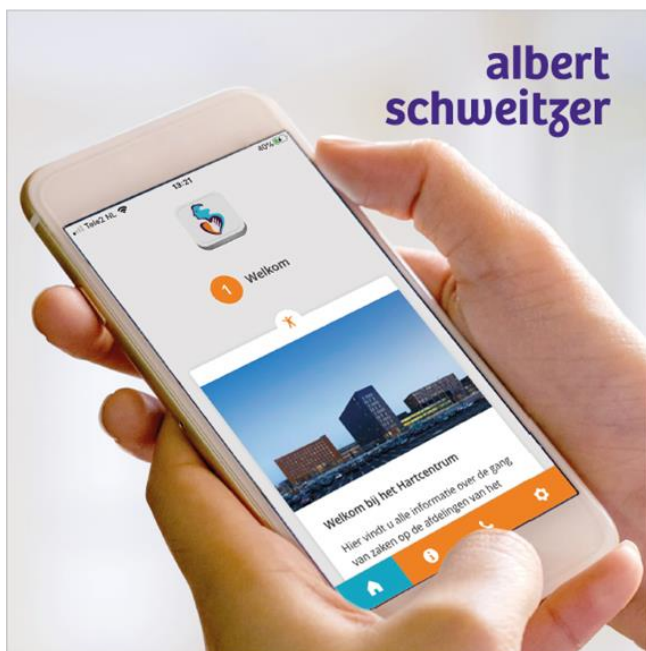 albert
schweitzer
Tele2 NL
13:21
80%
1 Welkom
Welkom bij het Hartcentrum
Hier vindt u alle informatie over de gang
van zaken op de afdelingen van het